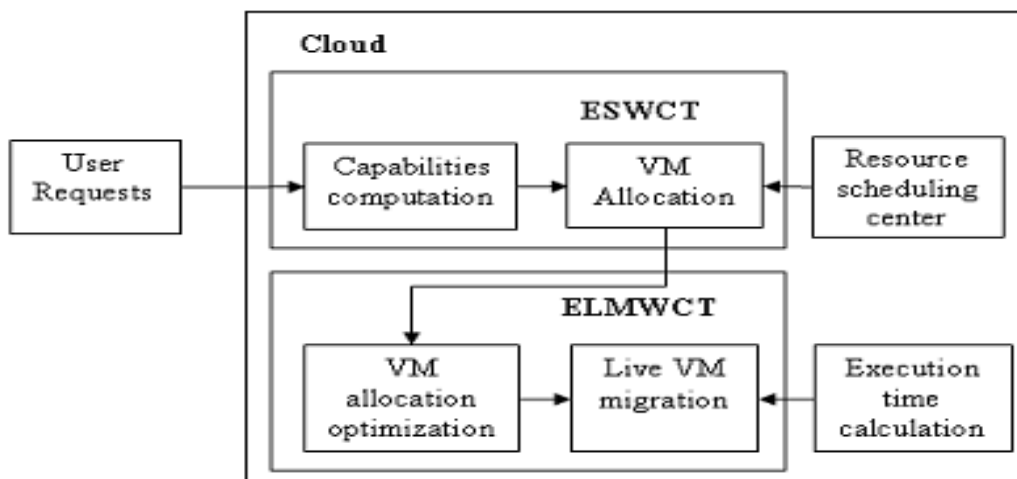 Cloud
ESWCT
User
Requests
Capabilities
computation
VM
Allocation
Resource
scheduling
center
ELMWCT
VM
allocation
optimization
Live VM
migration
Execution
time
calculation